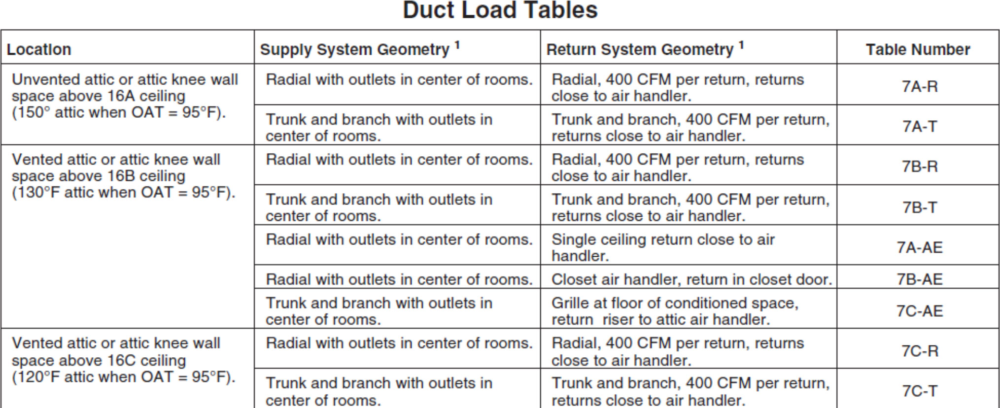 Duct Load Tables
Location
Supply System Geometry 1
Return System Geometry 1
Table Number
Unvented attic or attic knee wall
space above 16A ceiling
(150° attic when OAT = 95°F).
Radial with outlets in center of rooms.
Radial, 400 CFM per return, returns
close to air handler.
7A-R
Trunk and branch with outlets in
center of rooms.
Trunk and branch, 400 CFM per return,
returns close to air handler.
7A-T
Vented attic or attic knee wall
space above 16B ceiling
(130°F attic when OAT = 95°F).
Radial with outlets in center of rooms.
Radial, 400 CFM per return, returns
close to air handler.
7B-R
Trunk and branch with outlets in
center of rooms.
Trunk and branch, 400 CFM per return,
returns close to air handler.
7B-T
Radial with outlets in center of rooms.
Single ceiling return close to air
handler.
7A-AE
Radial with outlets in center of rooms.
Closet air handler, return in closet door.
7B-AE
Trunk and branch with outlets in
center of rooms.
Grille at floor of conditioned space,
return riser to attic air handler.
7C-AE
Vented attic or attic knee wall
space above 16C ceiling
(120°F attic when OAT = 95°F).
Radial with outlets in center of rooms.
Radial, 400 CFM per return, returns
close to air handler.
7C-R
Trunk and branch with outlets in
center of rooms.
Trunk and branch, 400 CFM per return,
returns close to air handler.
7C-T